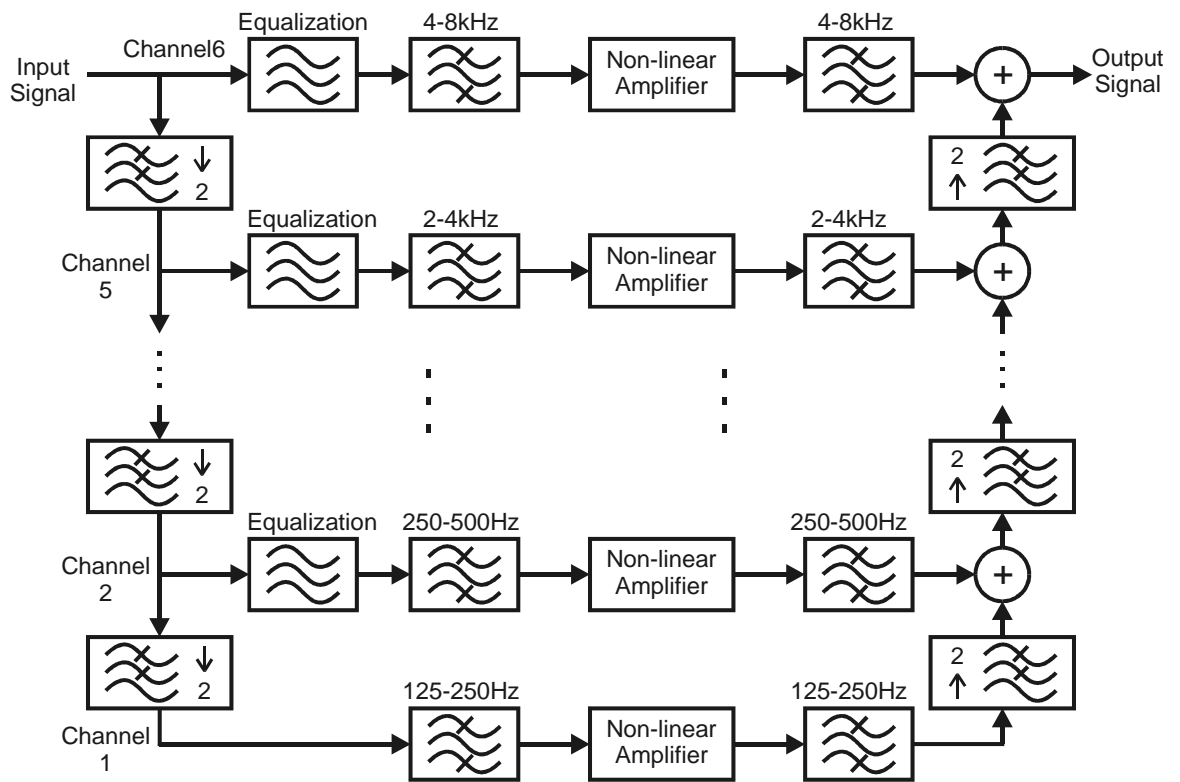 Equalization
4-8kHz
4-8kHz
Channel6
Input
Signal
Non-linear
Amplifier
+
Output
Signal
2
2
Equalization
2-4kHz
2-4kHz
Channel
5
Non-linear
Amplifier
+
2
2
Equalization
250-500Hz
250-500Hz
Channel
2
Non-linear
Amplifier
+
2
2
125-250Hz
125-250Hz
Channel
1
Non-linear
Amplifier